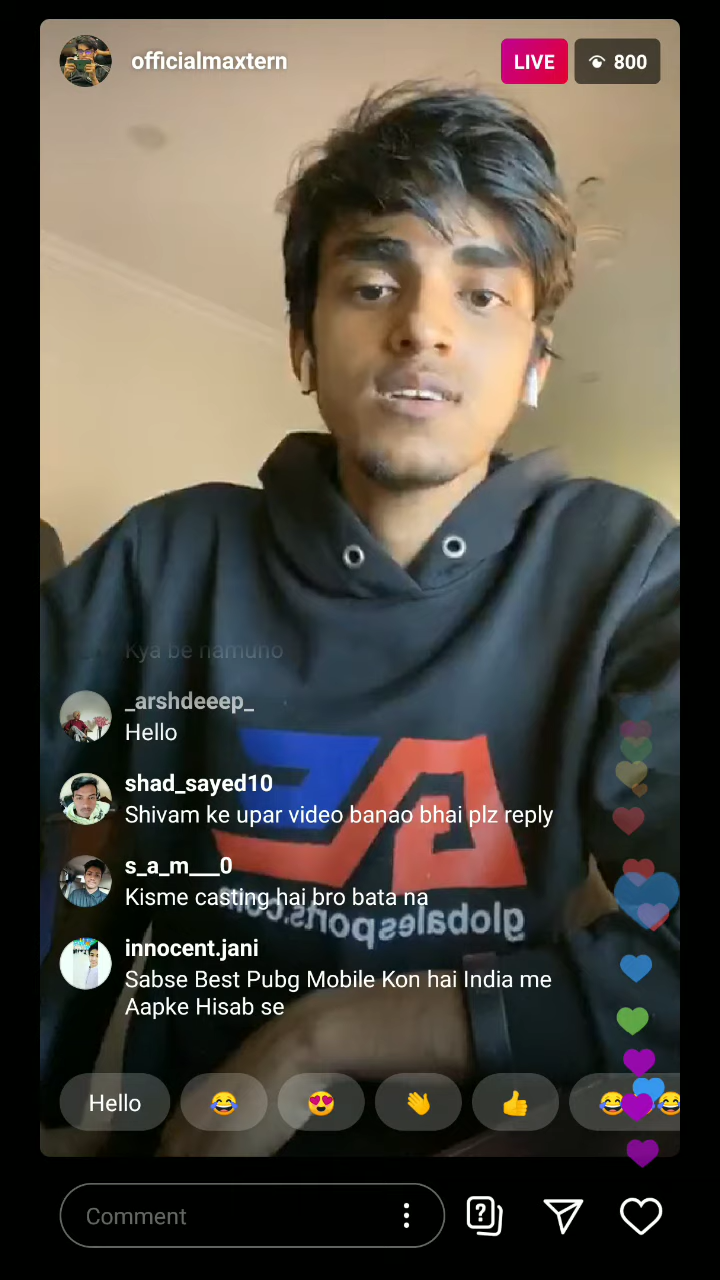 officialmaxtern
LIVE
800
Kya be namuno
_arshdeeep_
Hello
shad_sayed10
Shivam ke upar video banao bhai plz reply
s_a_m___0
Kisme casting hai bro bata na
globalesports.com
innocent.jani
Sabse Best Pubg Mobile Kon hai India me
Aapke Hisab se
Hello
Comment